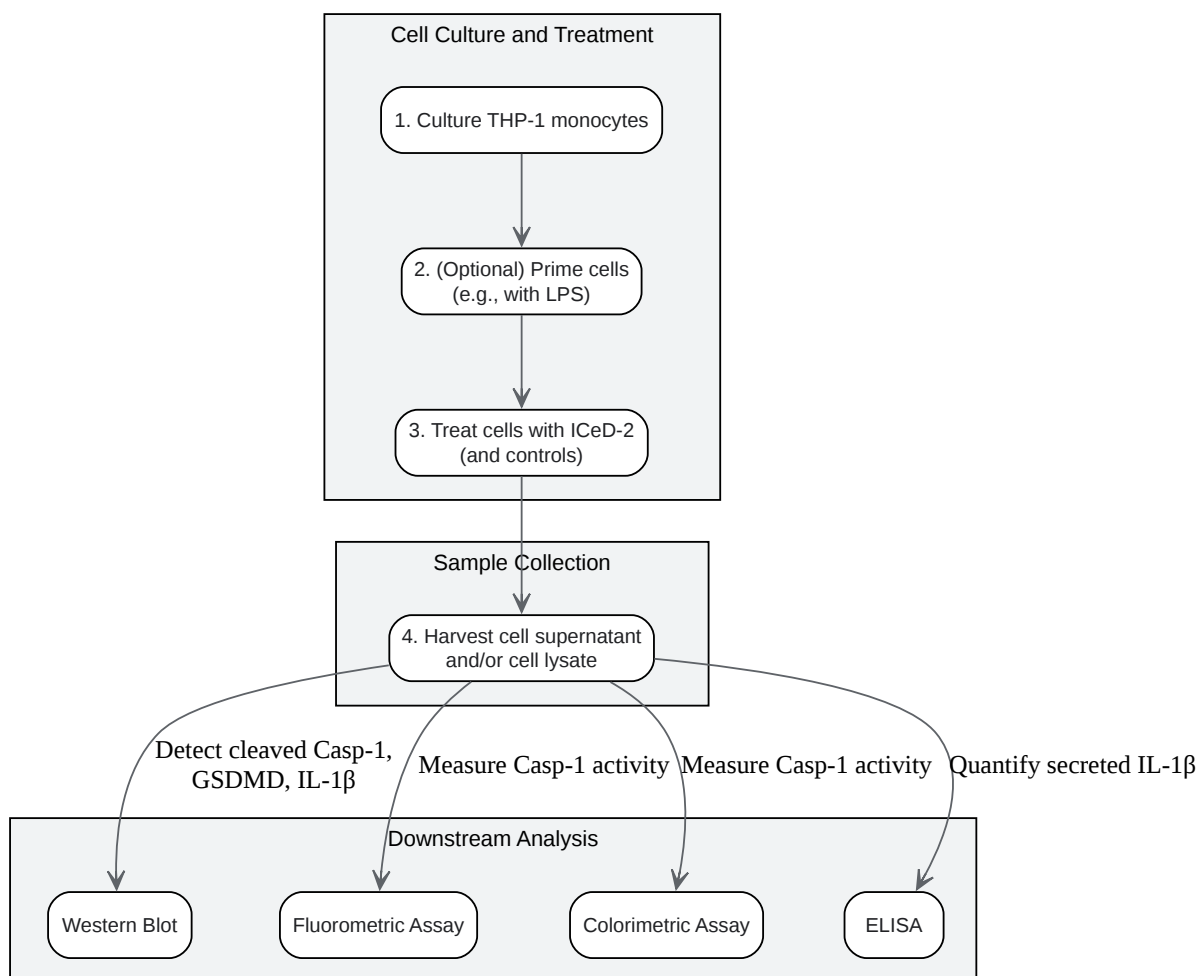 Cell Culture and Treatment
1. Culture THP-1 monocytes
2. (Optional) Prime cells
(e.g., with LPS)
3. Treat cells with ICeD-2
(and controls)
Sample Collection
4. Harvest cell supernatant
and/or cell lysate
Detect cleaved Casp-1,
GSDMD, IL-1β
Measure Casp-1 activity
Measure Casp-1 activity
Quantify secreted IL-1β
Downstream Analysis
Western Blot
Fluorometric Assay
Colorimetric Assay
ELISA